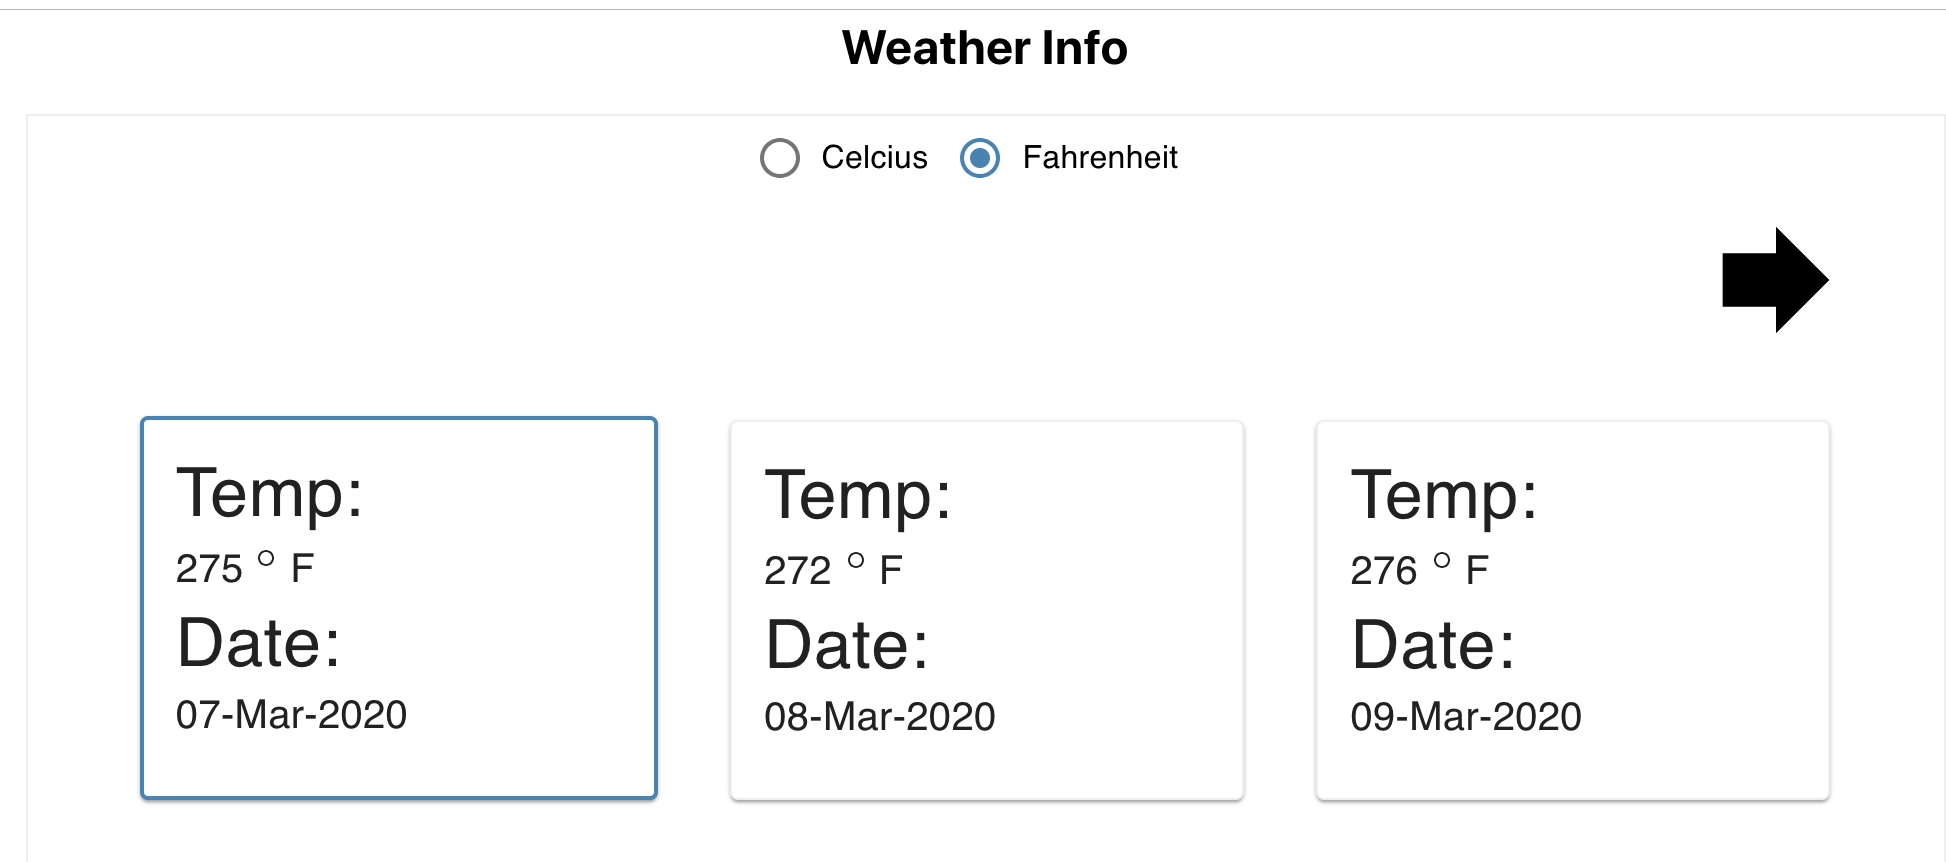 Weather Info
Celcius Fahrenheit
Temp:
275 ° F
Date:
07-Mar-2020
Temp:
272 ° F
Date:
08-Mar-2020
Temp:
276 ° F
Date:
09-Mar-2020